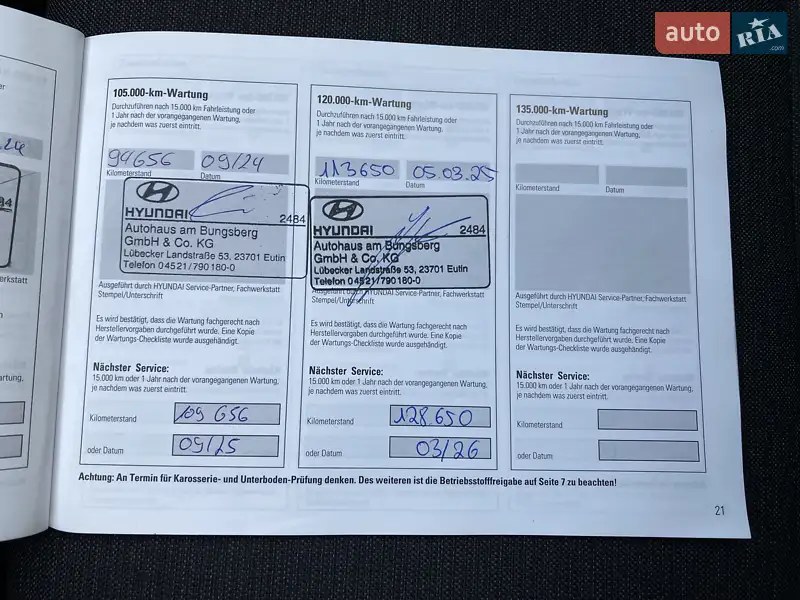 auto RIA .com
105.000-km-Wartung
Durchzuführen nach 15.000 km Fahrleistung oder
1 Jahr nach der vorangegangenen Wartung,
je nachdem was zuerst eintritt.
94656 09/24
Kilometerstand Datum
HYUNDAI 2484
Autohaus am Bungsberg
GmbH & Co. KG
Lübecker Landstraße 53, 23701 Eutin
Telefon 04521/790180-0
Ausgeführt durch HYUNDAI Service-Partner, Fachwerkstatt
Stempel/Unterschrift
Es wird bestätigt, dass die Wartung fachgerecht nach
Herstellervorgaben durchgeführt wurde. Eine Kopie
der Wartungs-Checkliste wurde ausgehändigt.
Nächster Service:
15.000 km oder 1 Jahr nach der vorangegangenen Wartung,
je nachdem was zuerst eintritt.
Kilometerstand 109 656
oder Datum 09/25
120.000-km-Wartung
Durchzuführen nach 15.000 km Fahrleistung oder
1 Jahr nach der vorangegangenen Wartung,
je nachdem was zuerst eintritt.
113650 05.03.25
Kilometerstand Datum
HYUNDAI 2484
Autohaus am Bungsberg
GmbH & Co. KG
Lübecker Landstraße 53, 23701 Eutin
Telefon 04521/790180-0
Ausgeführt durch HYUNDAI Service-Partner, Fachwerkstatt
Stempel/Unterschrift
Es wird bestätigt, dass die Wartung fachgerecht nach
Herstellervorgaben durchgeführt wurde. Eine Kopie
der Wartungs-Checkliste wurde ausgehändigt.
Nächster Service:
15.000 km oder 1 Jahr nach der vorangegangenen Wartung,
je nachdem was zuerst eintritt.
Kilometerstand 128.650
oder Datum 03/26
135.000-km-Wartung
Durchzuführen nach 15.000 km Fahrleistung oder
1 Jahr nach der vorangegangenen Wartung,
je nachdem was zuerst eintritt.
Kilometerstand Datum
Ausgeführt durch HYUNDAI Service-Partner, Fachwerkstatt
Stempel/Unterschrift
Es wird bestätigt, dass die Wartung fachgerecht nach
Herstellervorgaben durchgeführt wurde. Eine Kopie
der Wartungs-Checkliste wurde ausgehändigt.
Nächster Service:
15.000 km oder 1 Jahr nach der vorangegangenen Wartung,
je nachdem was zuerst eintritt.
Kilometerstand
oder Datum
Achtung: An Termin für Karosserie- und Unterboden-Prüfung denken. Des weiteren ist die Betriebsstofffreigabe auf Seite 7 zu beachten!
21